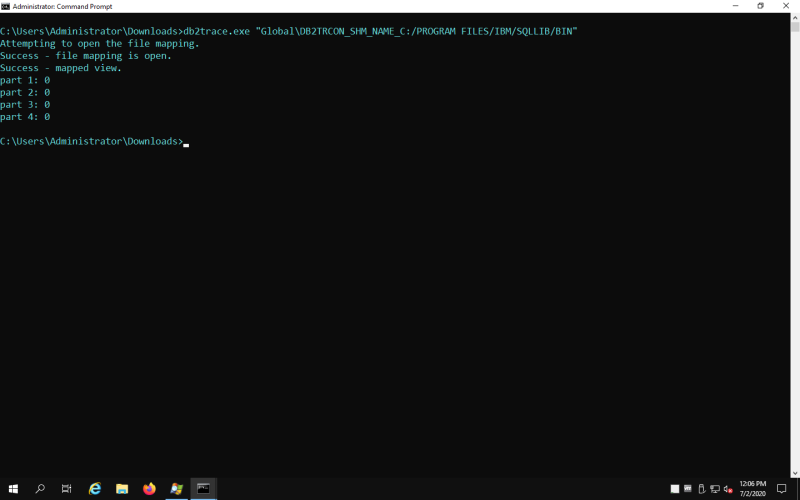 Administrator: Command Prompt
C:\Users\Administrator\Downloads>db2trace.exe "Global\DB2TRCON_SHM_NAME_C:/PROGRAM FILES/IBM/SQLLIB/BIN"
Attempting to open the file mapping.
Success - file mapping is open.
Success - mapped view.
part 1: 0
part 2: 0
part 3: 0
part 4: 0
C:\Users\Administrator\Downloads>
12:06 PM
7/2/2020